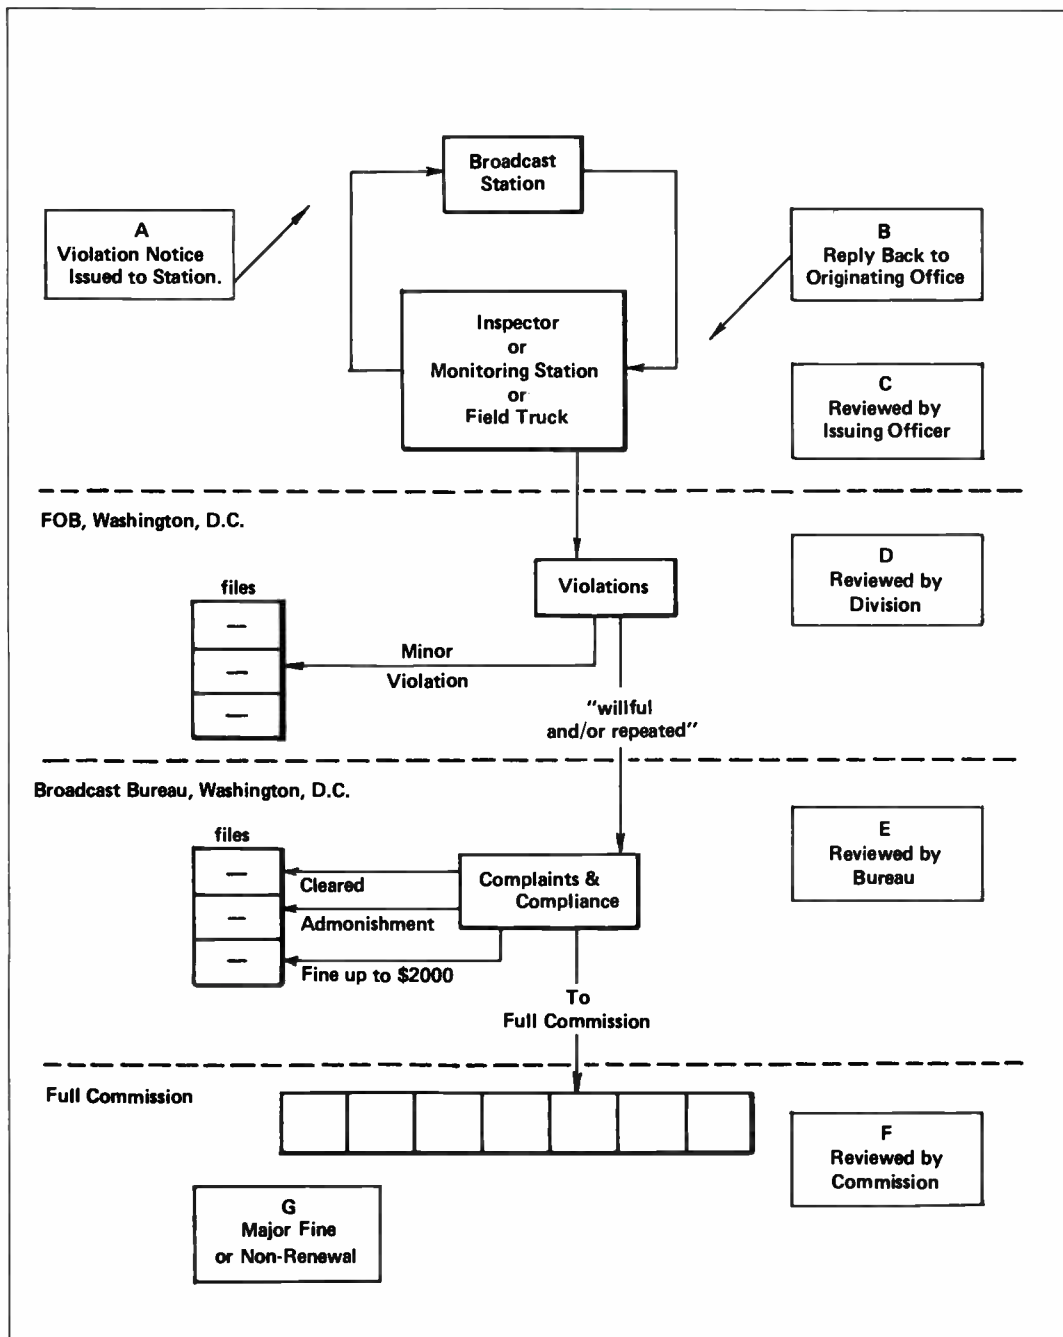 Broadcast
Station
A
Violation Notice
Issued to Station.
B
Reply Back to
Originating Office
Inspector
or
Monitoring Station
or
Field Truck
C
Reviewed by
Issuing Officer
FOB, Washington, D.C.
D
Reviewed by
Division
files
Violations
Minor
Violation
"willful
and/or repeated"
Broadcast Bureau, Washington, D.C.
E
Reviewed by
Bureau
files
Complaints &
Compliance
Cleared
Admonishment
Fine up to $2000
To
Full Commission
Full Commission
F
Reviewed by
Commission
G
Major Fine
or Non-Renewal